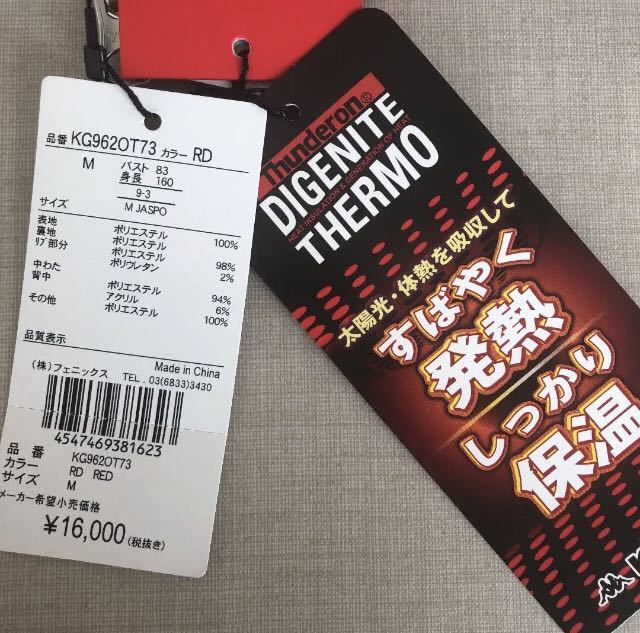 品番 KG962OT73 カラー RD
M バスト 83
身長 160
9-3
サイズ M JASPO
表地 ポリエステル 100%
裏地 ポリエステル
リブ部分 ポリエステル 98%
ポリウレタン 2%
中わた
背中 ポリエステル 94%
アクリル 6%
その他 ポリエステル 100%
品質表示
(株)フェニックス Made in China
TEL. 03(6833)3430
4547469381623
品番 KG962OT73
カラー RD RED
サイズ M
メーカー希望小売価格
¥16,000(税抜き)
Thunderon®
DIGENITE
HEAT INSULATION & GENERATION OF HEAT
THERMO
太陽光・体熱を吸収して
すばやく
発熱
しっかり
保温